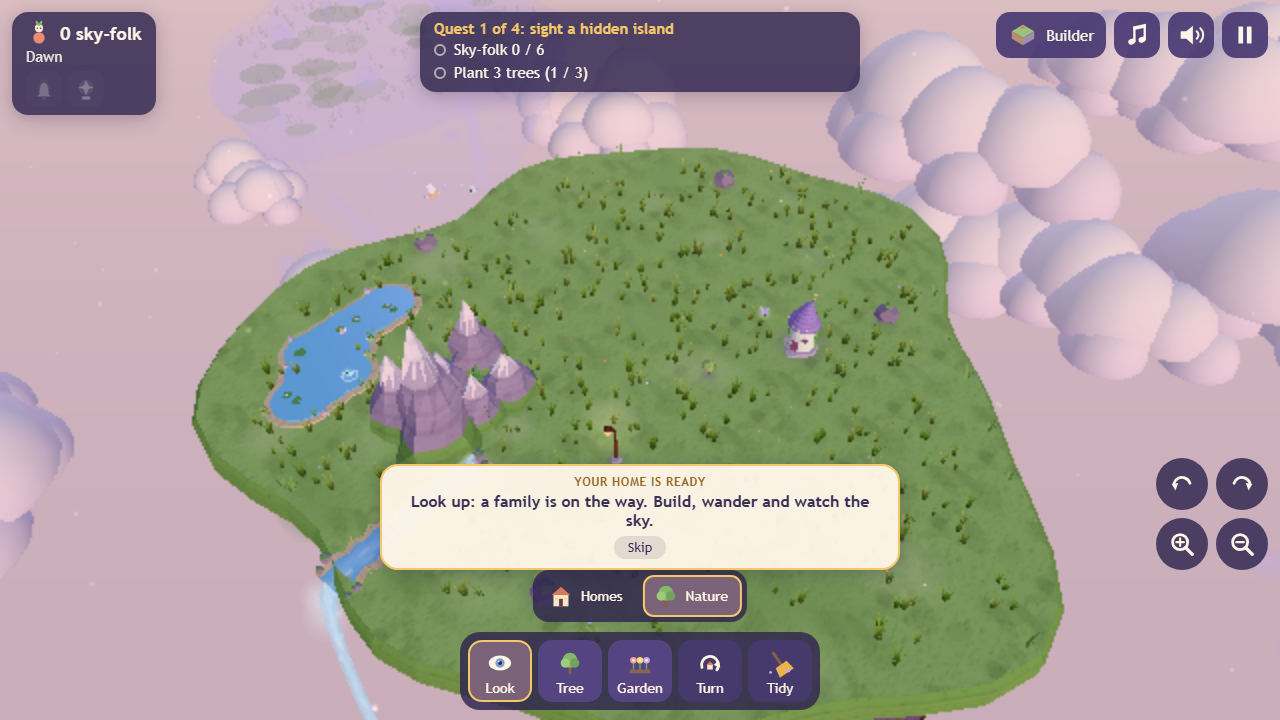 0 sky-folk
Dawn
Quest 1 of 4: sight a hidden island
Sky-folk 0 / 6
Plant 3 trees (1 / 3)
Builder
YOUR HOME IS READY
Look up: a family is on the way. Build, wander and watch the
sky.
Skip
Homes
Nature
Look
Tree
Garden
Turn
Tidy